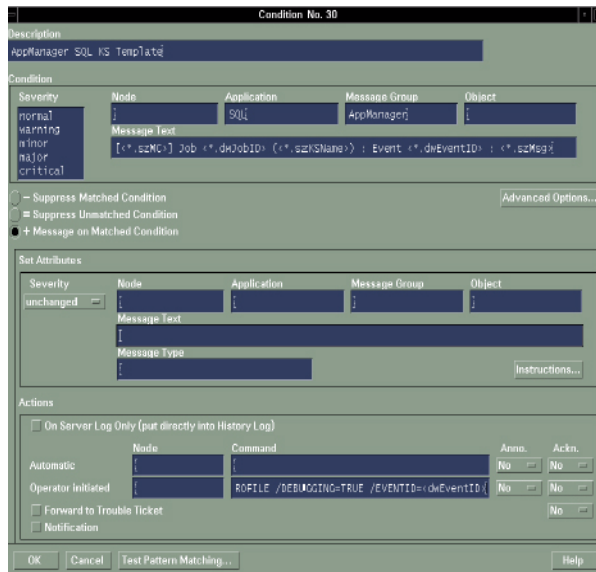 Condition No. 30
Description
AppManager SQL KS Template
Condition
Severity Node Application Message Group Object
normal
warning
minor
major
critical
[ SQL[ AppManager[ [
Message Text
[<*.szMC>] Job <*.dwJobID> (<*.szKSName>) : Event <*.dwEventID> : <*.szMsg>
- Suppress Matched Condition
= Suppress Unmatched Condition
+ Message on Matched Condition
Advanced Options...
Set Attributes
Severity Node Application Message Group Object
unchanged [ [ [ [
Message Text
[
Message Type
[
Instructions...
Actions
On Server Log Only (put directly into History Log)
Node Command Anno. Ackn.
Automatic [ [ No No
Operator initiated [ ROFILE /DEBUGGING=TRUE /EVENTID=<dwEventID> No No
Forward to Trouble Ticket No
Notification
OK Cancel Test Pattern Matching... Help